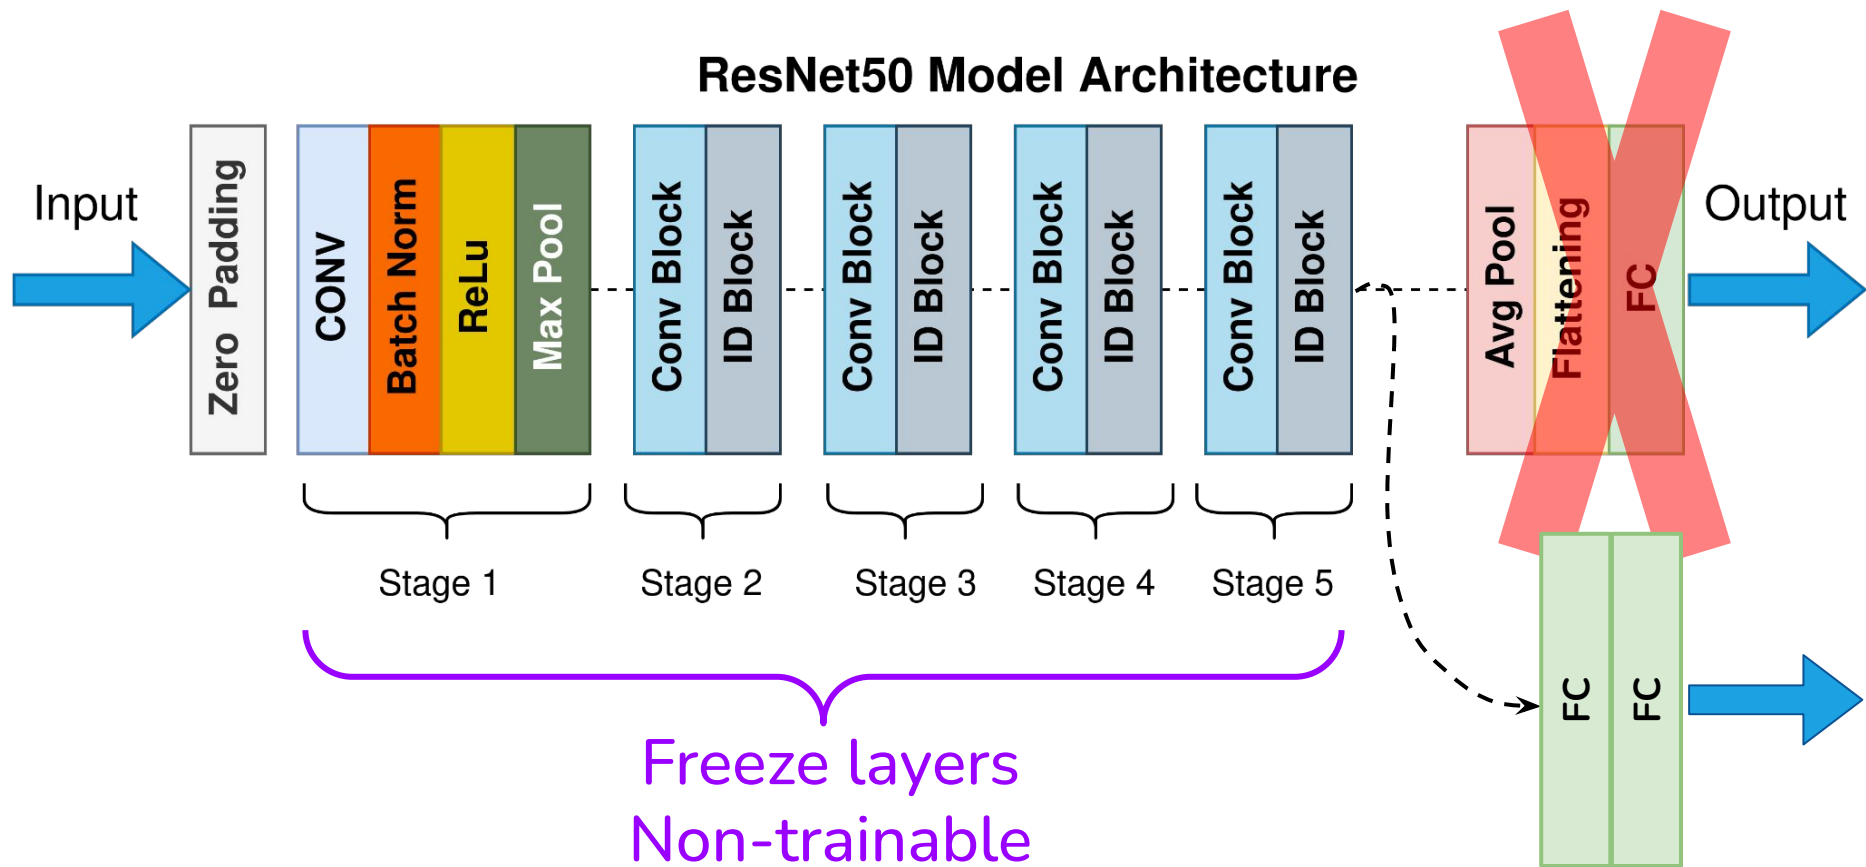 ResNet50 Model Architecture
Input
Zero Padding
CONV
Batch Norm
ReLu
Max Pool
Conv Block
ID Block
Conv Block
ID Block
Conv Block
ID Block
Conv Block
ID Block
Avg Pool
Flattening
FC
Output
Stage 1
Stage 2
Stage 3
Stage 4
Stage 5
FC
FC
Freeze layers
Non-trainable